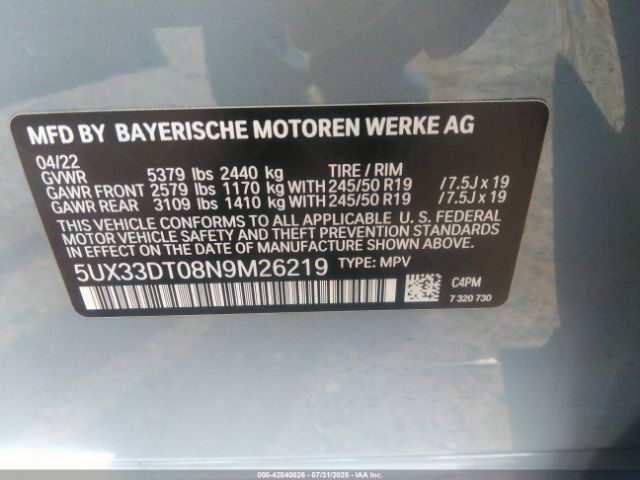 MFD BY BAYERISCHE MOTOREN WERKE AG
04/22
GVWR 5379 lbs 2440 kg TIRE / RIM
GAWR FRONT 2579 lbs 1170 kg WITH 245/50 R19 / 7.5J x 19
GAWR REAR 3109 lbs 1410 kg WITH 245/50 R19 / 7.5J x 19
THIS VEHICLE CONFORMS TO ALL APPLICABLE U. S. FEDERAL
MOTOR VEHICLE SAFETY AND THEFT PREVENTION STANDARDS
IN EFFECT ON THE DATE OF MANUFACTURE SHOWN ABOVE.
5UX33DT08N9M26219 TYPE: MPV
C4PM
7 320 730
000-42840026 - 07/31/2025 - IAA Inc.